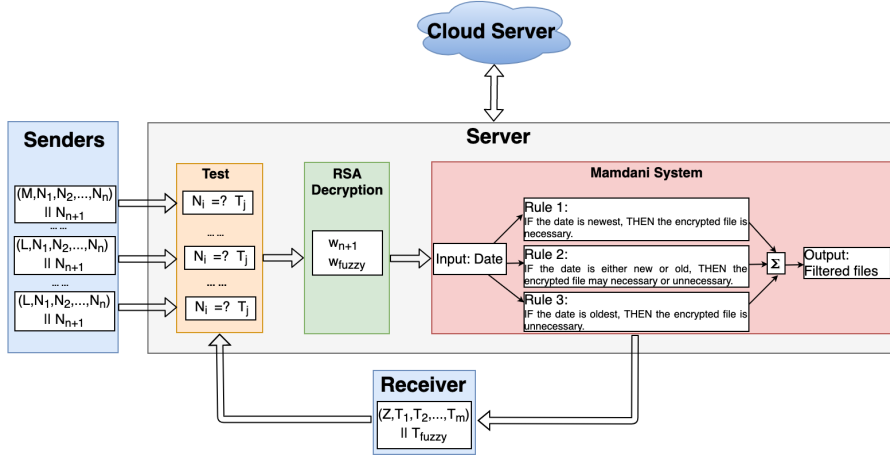 Cloud Server
Server
Senders
(M,N1,N2,...,Nn)
|| Nn+1
... ...
(L,N1,N2,...,Nn)
|| Nn+1
... ...
(L,N1,N2,...,Nn)
|| Nn+1
Test
Ni =? Tj
... ...
Ni =? Tj
... ...
Ni =? Tj
RSA
Decryption
wn+1
wfuzzy
Mamdani System
Input: Date
Rule 1:
IF the date is newest, THEN the encrypted file is
necessary.
Rule 2:
IF the date is either new or old, THEN the
encrypted file may necessary or unnecessary.
Rule 3:
IF the date is oldest, THEN the encrypted file is
unnecessary.
Σ
Output:
Filtered files
Receiver
(Z,T1,T2,...,Tm)
|| Tfuzzy